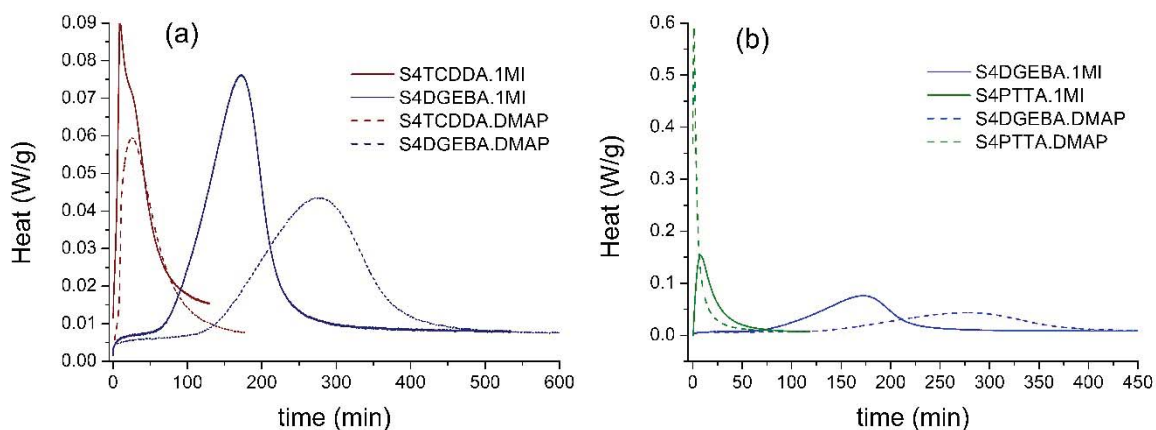 (a)
Heat (W/g)
0.09
0.08
0.07
0.06
0.05
0.04
0.03
0.02
0.01
0.00
S4TCDDA.1MI
S4DGEBA.1MI
S4TCDDA.DMAP
S4DGEBA.DMAP
0 100 200 300 400 500 600
time (min)
(b)
Heat (W/g)
0.6
0.5
0.4
0.3
0.2
0.1
0.0
S4DGEBA.1MI
S4PTTA.1MI
S4DGEBA.DMAP
S4PTTA.DMAP
0 50 100 150 200 250 300 350 400 450
time (min)